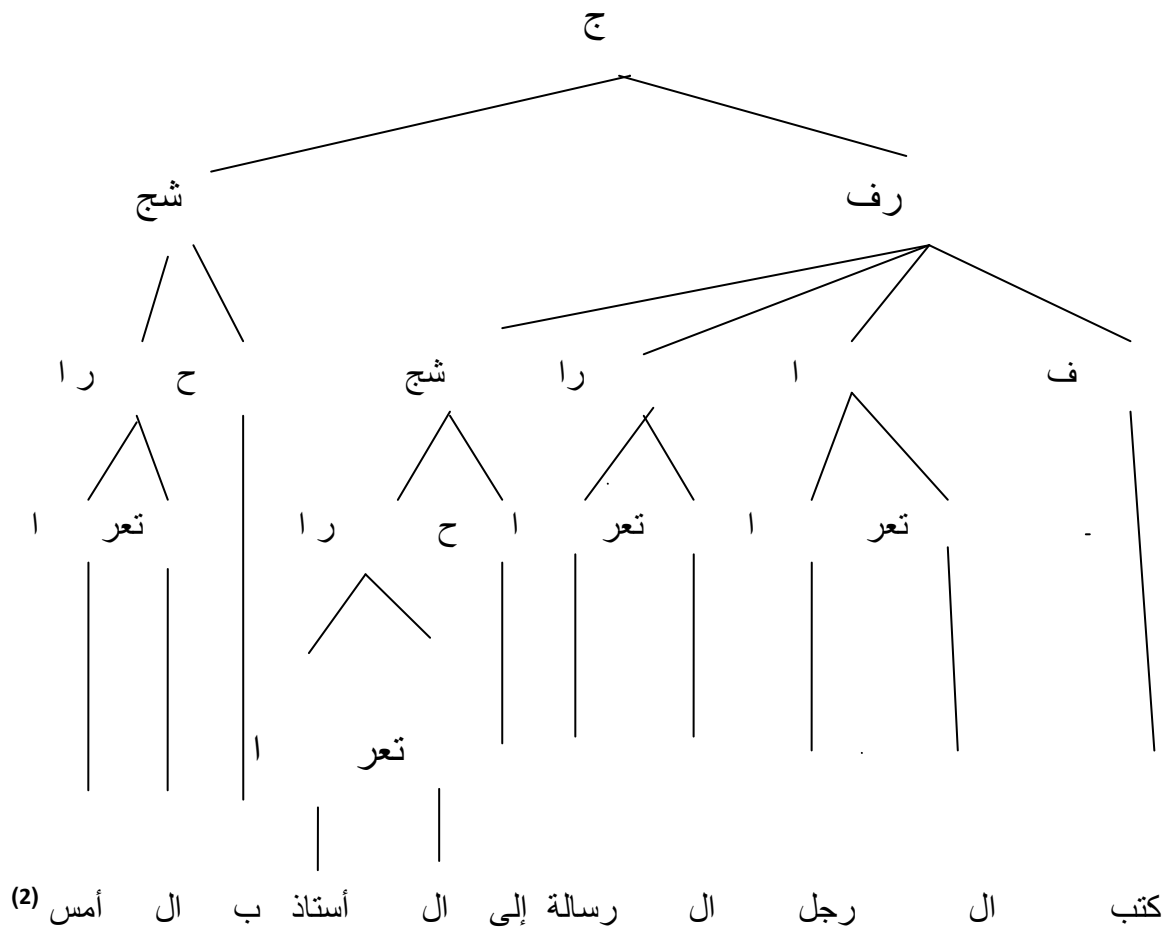 ج
رف شج
ف ا را شج ح را
- تعر ا تعر ا ح را تعر ا
تعر ا
كتب ال رجل ال رسالة إلى ال أستاذ ب ال أمس (2)